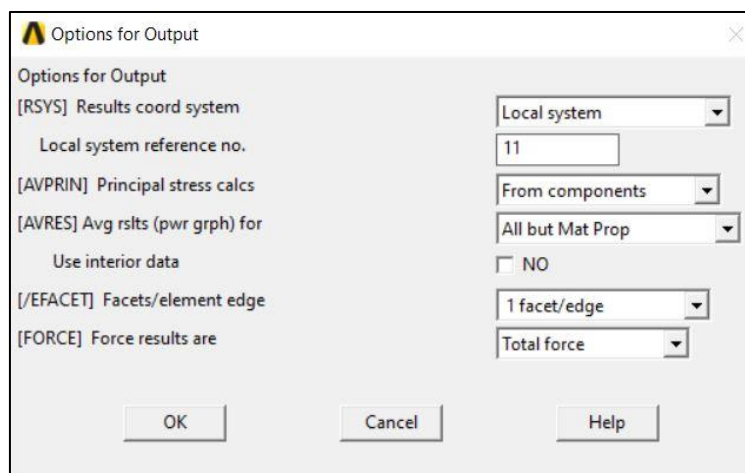 Options for Output
Options for Output
[RSYS] Results coord system Local system
Local system reference no. 11
[AVPRIN] Principal stress calcs From components
[AVRES] Avg rslts (pwr grph) for All but Mat Prop
Use interior data NO
[/EFACET] Facets/element edge 1 facet/edge
[FORCE] Force results are Total force
OK Cancel Help